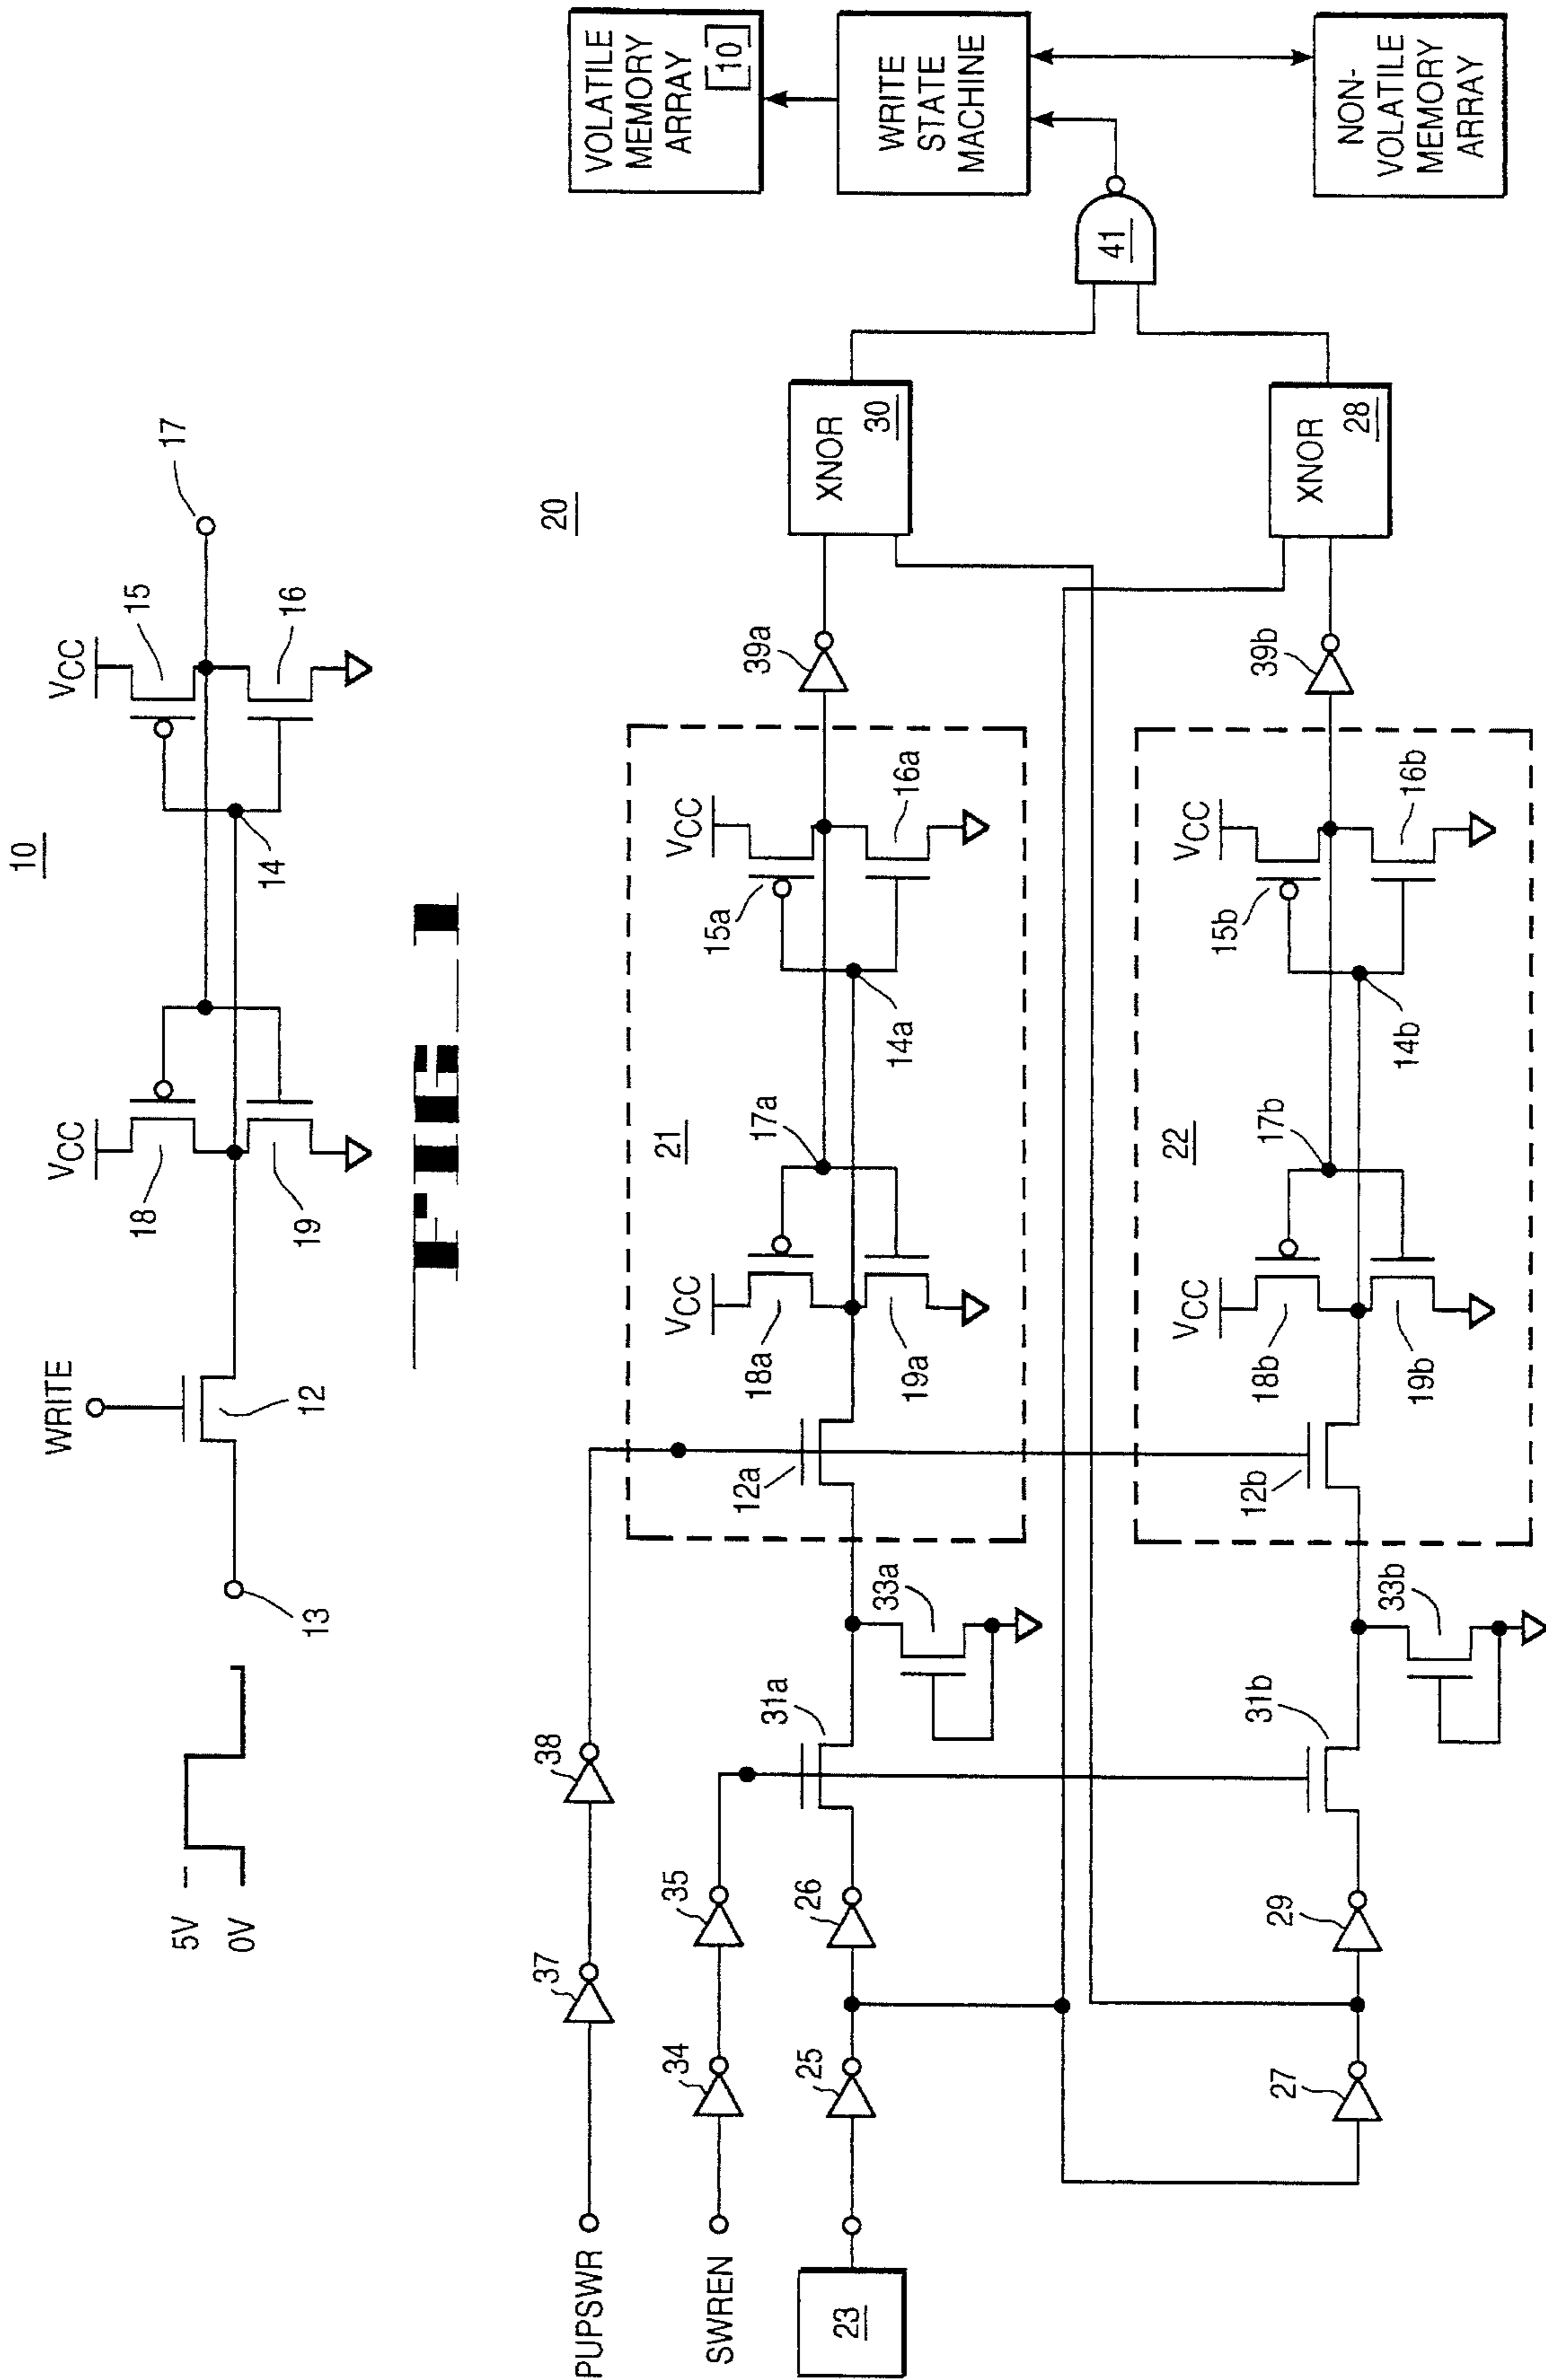 10
5V
0V
13
WRITE
12
VCC
18
19
14
VCC
15
16
17
FIG 1
20
PUPSWR
37
38
SWREN
34
35
23
25
26
31a
33a
12a
21
VCC
18a
19a
17a
14a
VCC
15a
16a
39a
XNOR
30
27
29
31b
33b
12b
22
VCC
18b
19b
17b
14b
VCC
15b
16b
39b
XNOR
28
41
VOLATILE
MEMORY
ARRAY
10
WRITE
STATE
MACHINE
NON-
VOLATILE
MEMORY
ARRAY